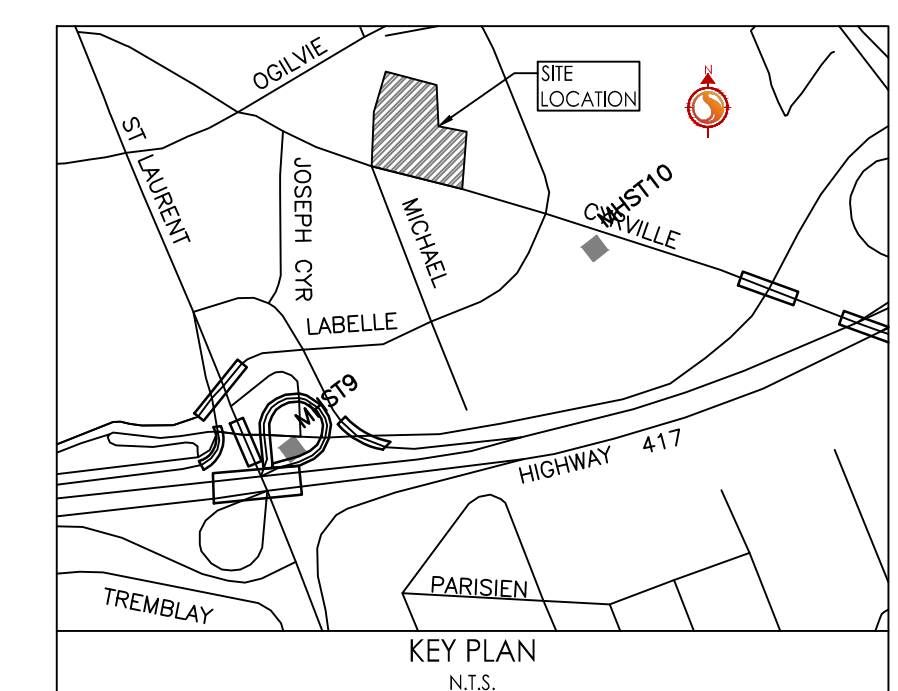 OGILVIE
SITE
LOCATION
N
ST LAURENT
JOSEPH CYR
MICHAEL
MHST10
LABELLE
MHST9
HIGHWAY 417
PARISIEN
TREMBLAY
KEY PLAN
N.T.S.